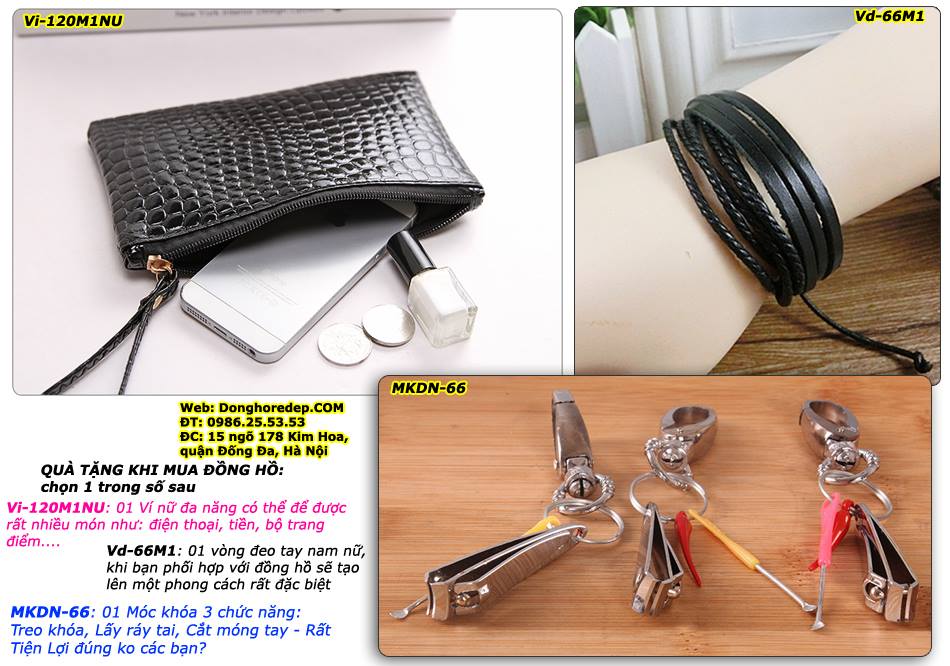 Vi-120M1NU
Vd-66M1
MKDN-66
Web: Donghoredep.COM
ĐT: 0986.25.53.53
ĐC: 15 ngõ 178 Kim Hoa,
quận Đống Đa, Hà Nội
QUÀ TẶNG KHI MUA ĐỒNG HỒ:
chọn 1 trong số sau
Vi-120M1NU: 01 Ví nữ đa năng có thể để được
rất nhiều món như: điện thoại, tiền, bộ trang
điểm....
Vd-66M1: 01 vòng đeo tay nam nữ,
khi bạn phối hợp với đồng hồ sẽ tạo
lên một phong cách rất đặc biệt
MKDN-66: 01 Móc khóa 3 chức năng:
Treo khóa, Lấy ráy tai, Cắt móng tay - Rất
Tiện Lợi đúng ko các bạn?